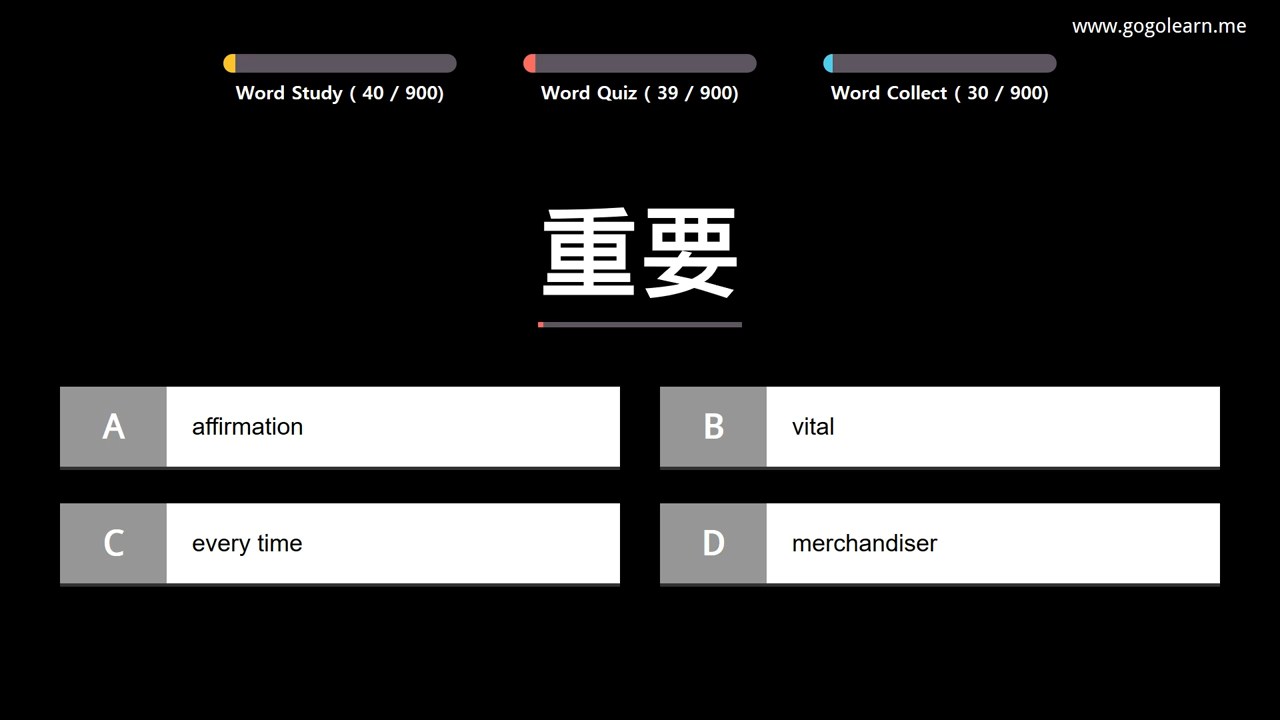 www.gogolearn.me
Word Study ( 40 / 900)
Word Quiz ( 39 / 900)
Word Collect ( 30 / 900)
重要
A affirmation
B vital
C every time
D merchandiser